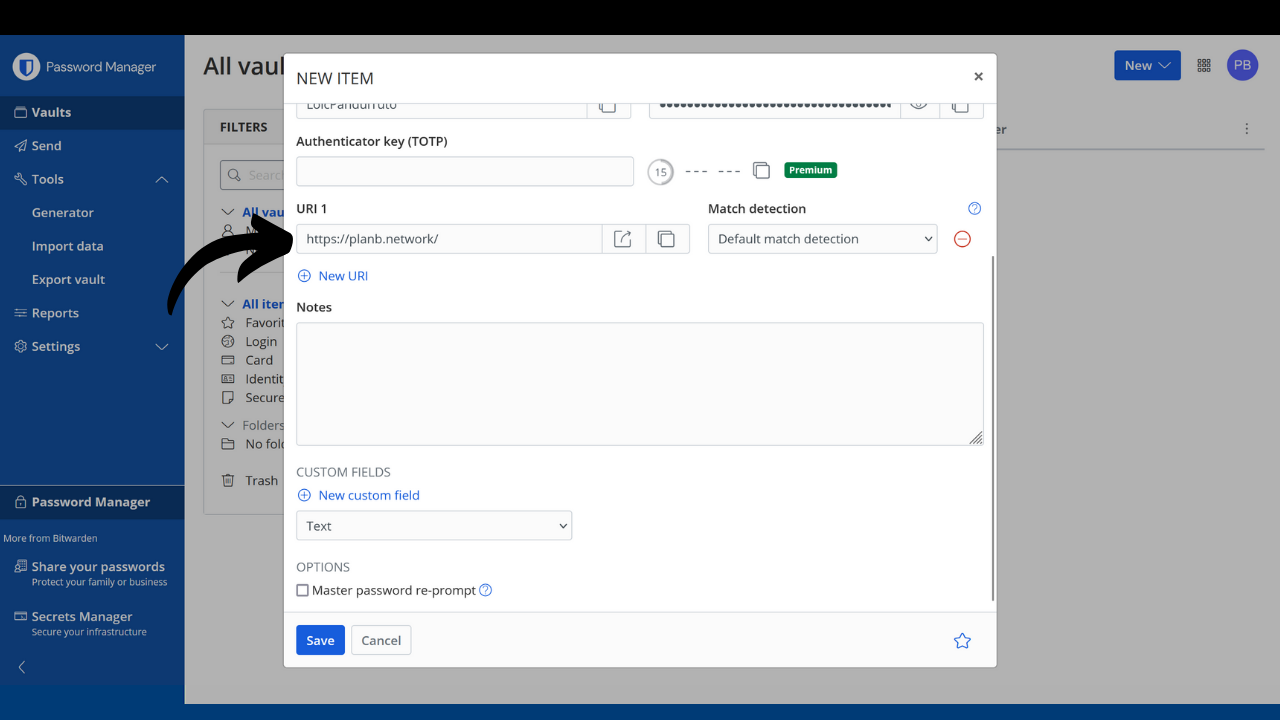 Password Manager
Vaults
Send
Tools
Generator
Import data
Export vault
Reports
Settings
Password Manager
More from Bitwarden
Share your passwords
Protect your family or business
Secrets Manager
Secure your infrastructure
All vaul
New
PB
FILTERS
Search
All vau
All iter
Favorit
Login
Card
Identit
Secure
Folders
No fol
Trash
er
NEW ITEM
×
LoicPandurruto
Authenticator key (TOTP)
15 --- --- Premium
URI 1 Match detection
https://planb.network/ Default match detection
New URI
Notes
CUSTOM FIELDS
New custom field
Text
OPTIONS
Master password re-prompt
Save Cancel